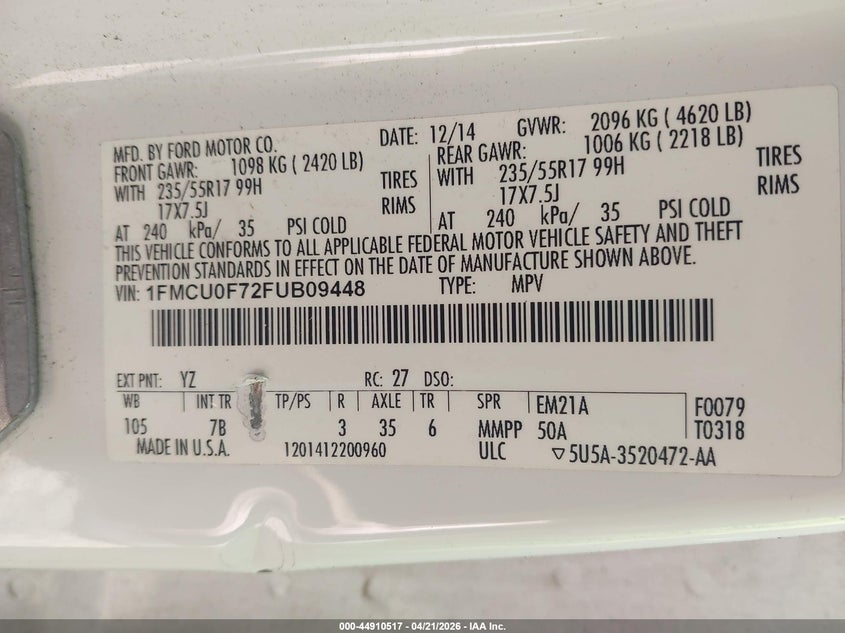 MFD. BY FORD MOTOR CO. DATE: 12/14 GVWR: 2096 KG ( 4620 LB)
FRONT GAWR: 1098 KG ( 2420 LB) REAR GAWR: 1006 KG ( 2218 LB)
WITH 235/55R17 99H TIRES WITH 235/55R17 99H TIRES
17X7.5J RIMS 17X7.5J RIMS
AT 240 kPa/ 35 PSI COLD AT 240 kPa/ 35 PSI COLD
THIS VEHICLE CONFORMS TO ALL APPLICABLE FEDERAL MOTOR VEHICLE SAFETY AND THEFT
PREVENTION STANDARDS IN EFFECT ON THE DATE OF MANUFACTURE SHOWN ABOVE.
VIN: 1FMCU0F72FUB09448 TYPE: MPV
EXT PNT: YZ RC: 27 DSO:
WB INT TR TP/PS R AXLE TR SPR EM21A F0079
105 7B 3 35 6 MMPP 50A T0318
MADE IN U.S.A. 1201412200960 ULC ▽5U5A-3520472-AA
000-44910517 - 04/21/2026 - IAA Inc.